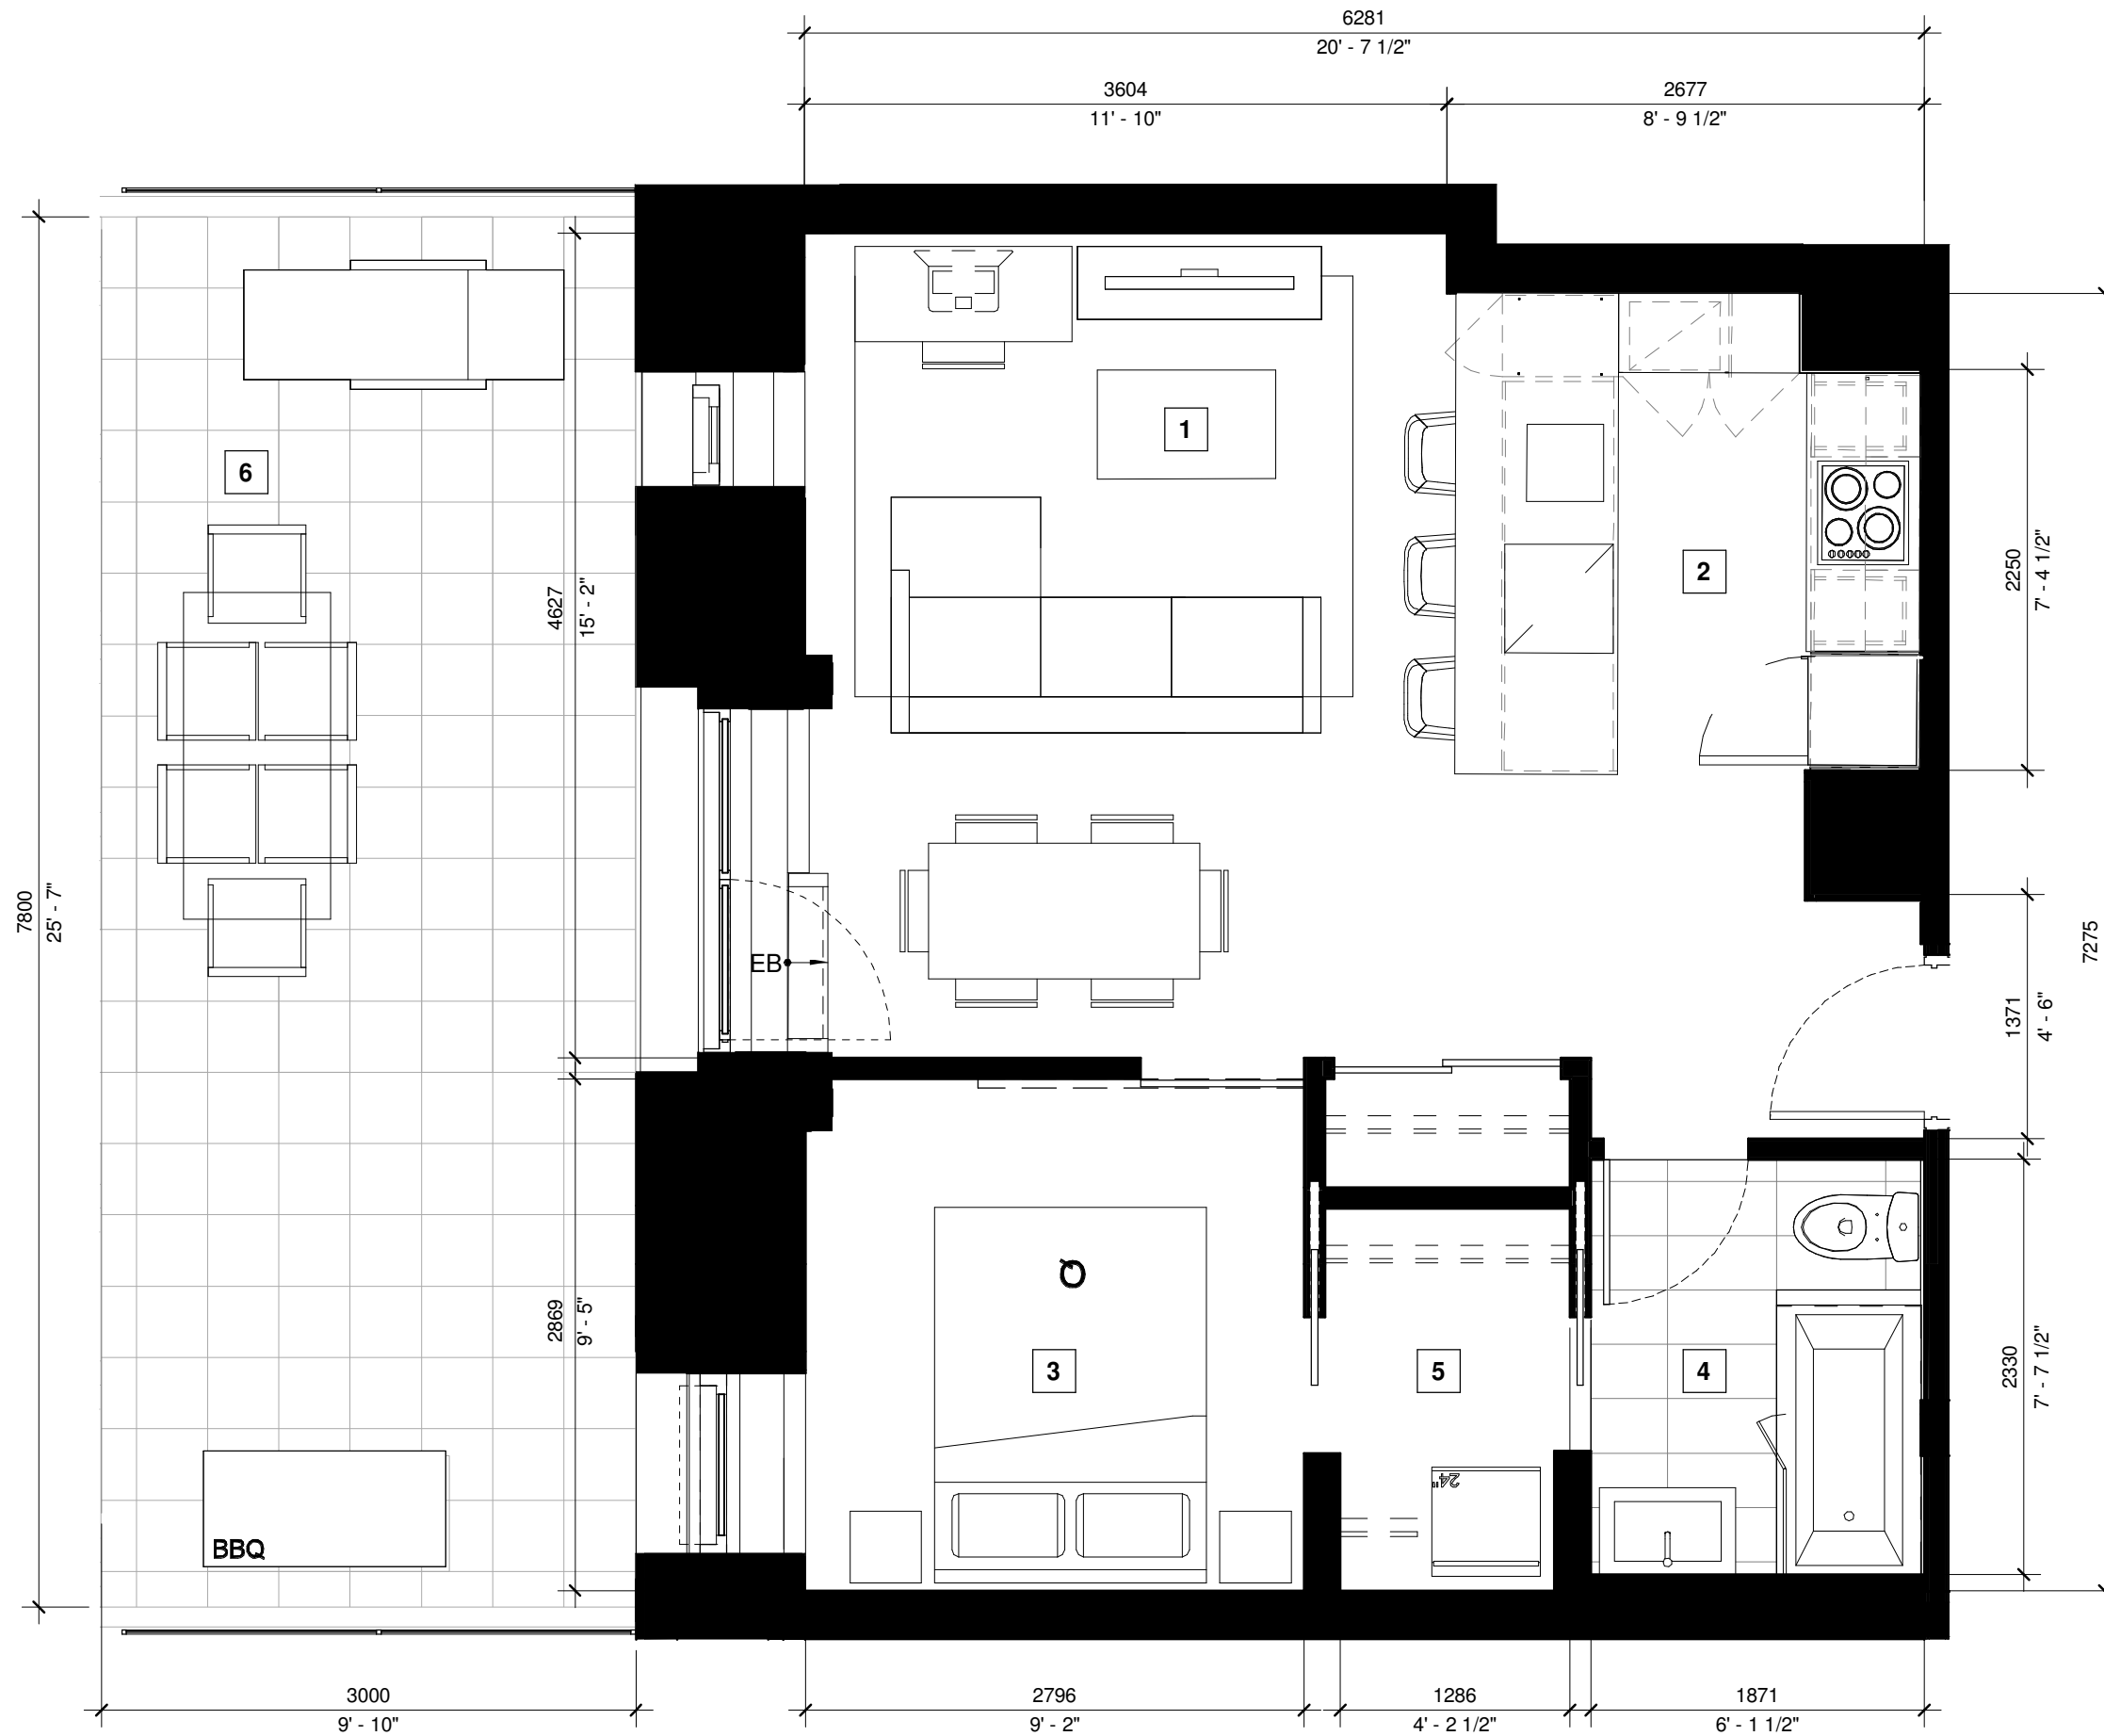 6281
20' - 7 1/2"
3604
11' - 10"
2677
8' - 9 1/2"
1
6
2
4627
15' - 2"
2250
7' - 4 1/2"
7800
25' - 7"
7275
EB
1371
4' - 6"
Q
2869
9' - 5"
3
5
4
2330
7' - 7 1/2"
24"
BBQ
3000
9' - 10"
2796
9' - 2"
1286
4' - 2 1/2"
1871
6' - 1 1/2"